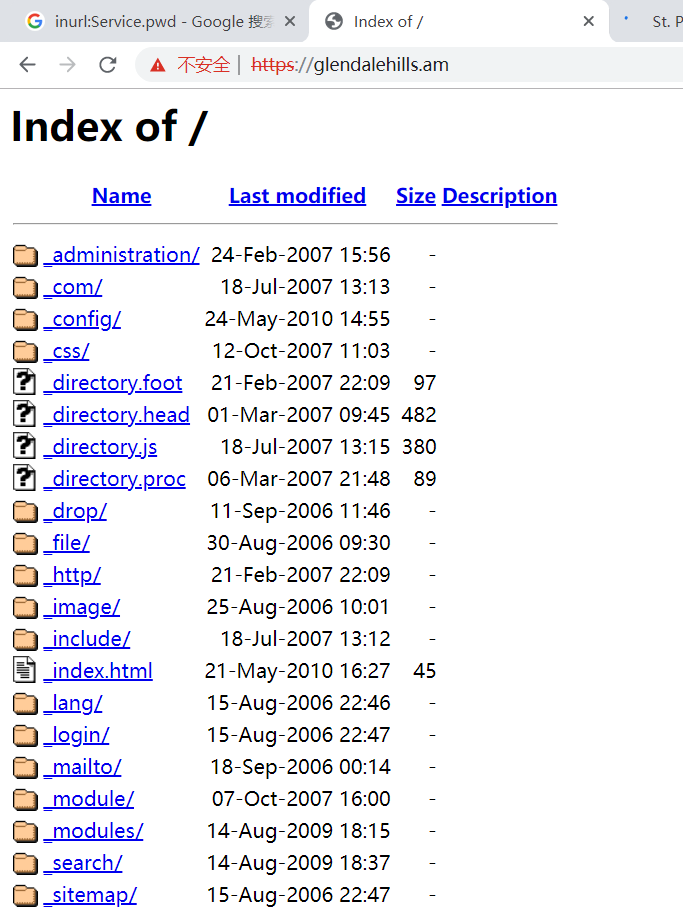 inurl:Service.pwd - Google 搜索
Index of /
St. P
不安全 | https://glendalehills.am
Index of /
Name Last modified Size Description
_administration/ 24-Feb-2007 15:56 -
_com/ 18-Jul-2007 13:13 -
_config/ 24-May-2010 14:55 -
_css/ 12-Oct-2007 11:03 -
_directory.foot 21-Feb-2007 22:09 97
_directory.head 01-Mar-2007 09:45 482
_directory.js 18-Jul-2007 13:15 380
_directory.proc 06-Mar-2007 21:48 89
_drop/ 11-Sep-2006 11:46 -
_file/ 30-Aug-2006 09:30 -
_http/ 21-Feb-2007 22:09 -
_image/ 25-Aug-2006 10:01 -
_include/ 18-Jul-2007 13:12 -
_index.html 21-May-2010 16:27 45
_lang/ 15-Aug-2006 22:46 -
_login/ 15-Aug-2006 22:47 -
_mailto/ 18-Sep-2006 00:14 -
_module/ 07-Oct-2007 16:00 -
_modules/ 14-Aug-2009 18:15 -
_search/ 14-Aug-2009 18:37 -
_sitemap/ 15-Aug-2006 22:47 -